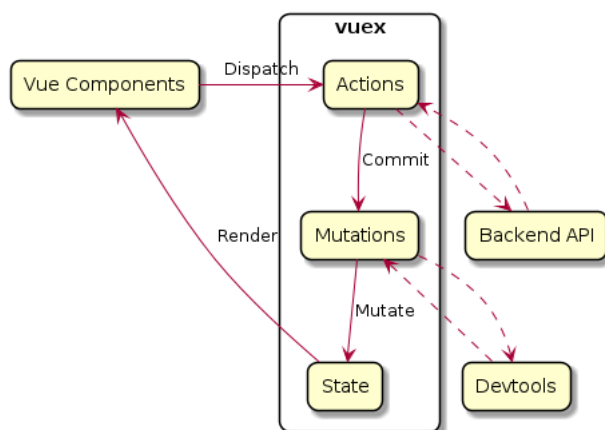 vuex
Vue Components
Dispatch
Actions
Commit
Render
Mutations
Backend API
Mutate
State
Devtools